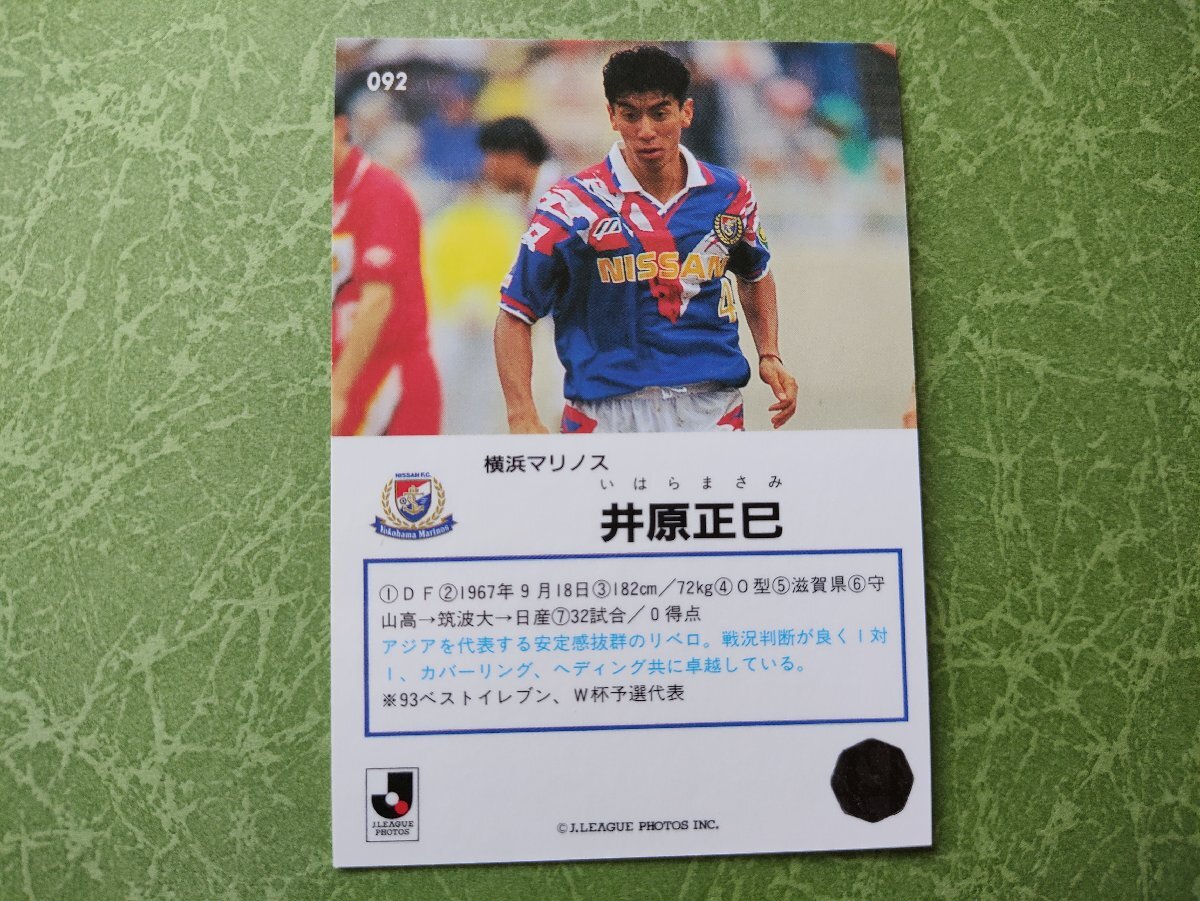 092
NISSAN
4
横浜マリノス
NISSAN F.C.
Yokohama Marinos
いはらまさみ
井原正巳
①DF②1967年9月18日③182cm/72kg④O型⑤滋賀県⑥守
山高→筑波大→日産⑦32試合/0得点
アジアを代表する安定感抜群のリベロ。戦況判断が良く1対
1、カバーリング、ヘディング共に卓越している。
※93ベストイレブン、W杯予選代表
J.LEAGUE
PHOTOS
©J.LEAGUE PHOTOS INC.